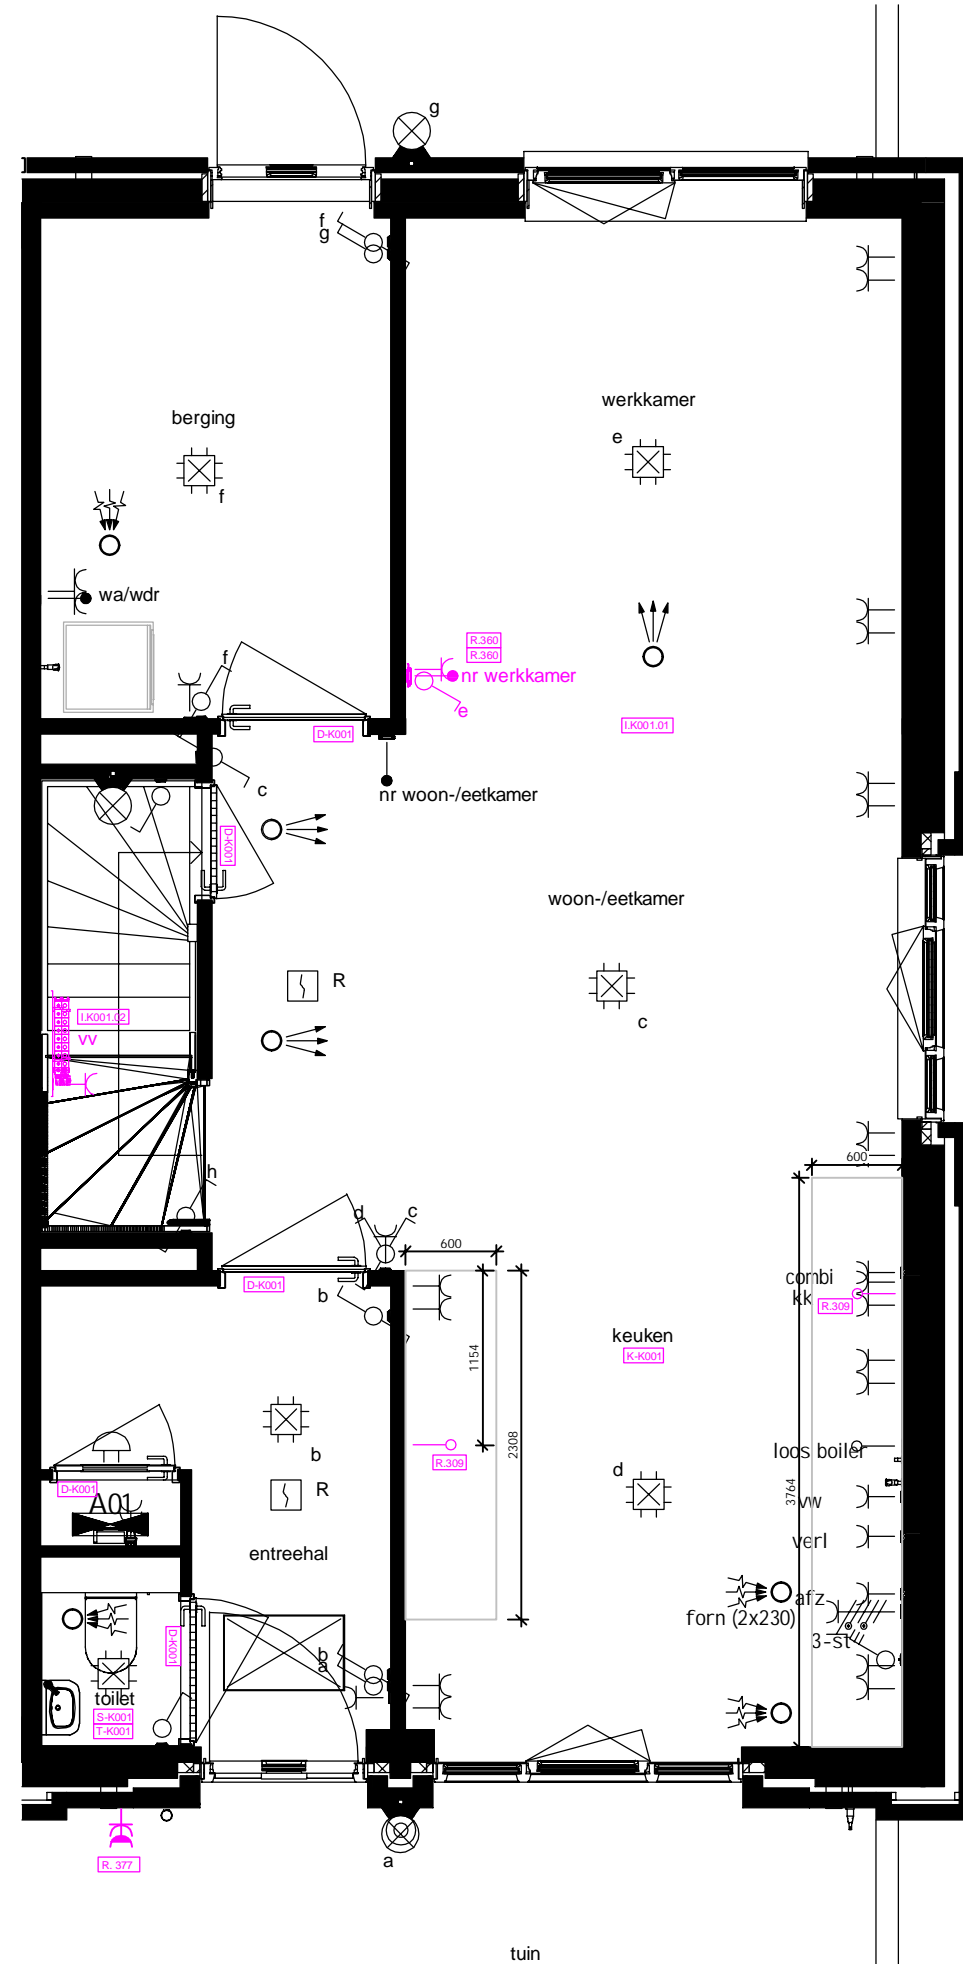 g
f
g
werkkamer
berging
e
f
wa/wdr
R.360
R.360
f
nr werkkamer
e
I.K001.01
D-K001
c
nr woon-/eetkamer
D-K001
woon-/eetkamer
R
I.K001.02
vv
c
600
h
d
c
600
combi
kk
R.309
D-K001
b
keuken
K-K001
1154
b
2308
R.309
loos boiler
d
3764
D-K001
R
vw
A01
verl
entreehal
afz
forn (2x230)
3-st
D-K001
b
a
toilet
S-K001
T-K001
a
R. 377
tuin